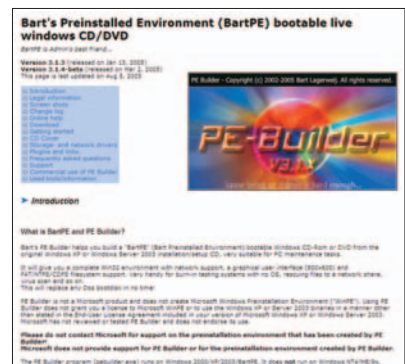 Bart's Preinstalled Environment (BartPE) bootable live
windows CD/DVD
BartPE is Admin's best friend...
Version 3.1.3 (released on Jan 13, 2005)
Version 3.1.4-beta (released on Mar 2, 2005)
This page is last updated on Aug 5, 2005
Introduction
Legal information
Screen shots
Change log
Online help
Download
Getting started
CD Cover
Storage- and network drivers
Plugins and links
Frequently asked questions
Support
Commercial use of PE Builder
Used tools/information
PE Builder - Copyright (c) 2002-2005 Bart Lagerweij. All rights reserved.
PE-Builder
V3.1.X
Introduction
What is BartPE and PE Builder?
Bart's PE Builder helps you build a "BartPE" (Bart Preinstalled Environment) bootable Windows CD-Rom or DVD from the
original Windows XP or Windows Server 2003 installation/setup CD, very suitable for PC maintenance tasks.
It will give you a complete Win32 environment with network support, a graphical user interface (800x600) and
FAT/NTFS/CDFS filesystem support. Very handy for burn-in testing systems with no OS, rescuing files to a network share,
virus scan and so on.
This will replace any Dos bootdisk in no time!
PE Builder is not a Microsoft product and does not create Microsoft Windows Preinstallation Environment ("WinPE"). Using PE
Builder does not grant you a license to Microsoft WinPE or to use the Windows XP or Server 2003 binaries in a manner other
than stated in the End-User License Agreement included in your version of Microsoft Windows XP or Windows Server 2003.
Microsoft has not reviewed or tested PE Builder and does not endorse its use.
Please do not contact Microsoft for support on the preinstallation environment that has been created by PE
Builder!
Microsoft does not provide support for PE Builder or for the preinstallation environment created by PE Builder.
The PE Builder program (pebuilder.exe) runs on Windows 2000/XP/2003/BartPE. It does not run on Windows NT4/ME/9x.